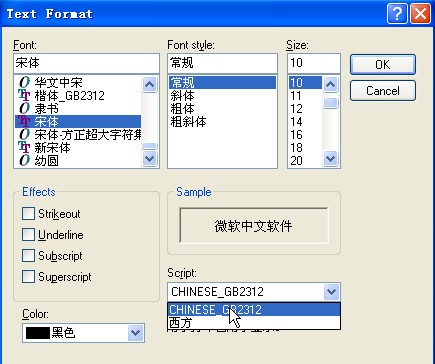 Text Format
Font:
宋体
华文中宋
楷体_GB2312
隶书
宋体
宋体-方正超大字符集
新宋体
幼圆
Font style:
常规
常规
斜体
粗体
粗斜体
Size:
10
10
11
12
14
16
18
20
OK
Cancel
Effects
Strikeout
Underline
Subscript
Superscript
Color:
黑色
Sample
微软中文软件
Script:
CHINESE_GB2312
CHINESE_GB2312
西方